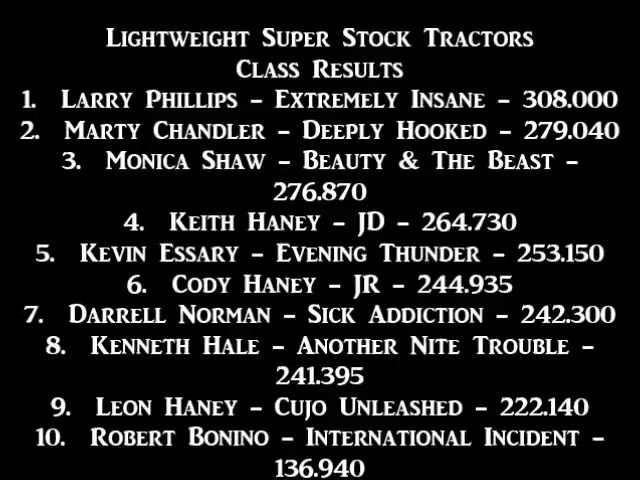 Lightweight Super Stock Tractors
Class Results
1. Larry Phillips – Extremely Insane – 308.000
2. Marty Chandler – Deeply Hooked – 279.040
3. Monica Shaw – Beauty & The Beast –
276.870
4. Keith Haney – JD – 264.730
5. Kevin Essary – Evening Thunder – 253.150
6. Cody Haney – JR – 244.935
7. Darrell Norman – Sick Addiction – 242.300
8. Kenneth Hale – Another Nite Trouble –
241.395
9. Leon Haney – Cujo Unleashed – 222.140
10. Robert Bonino – International Incident –
136.940